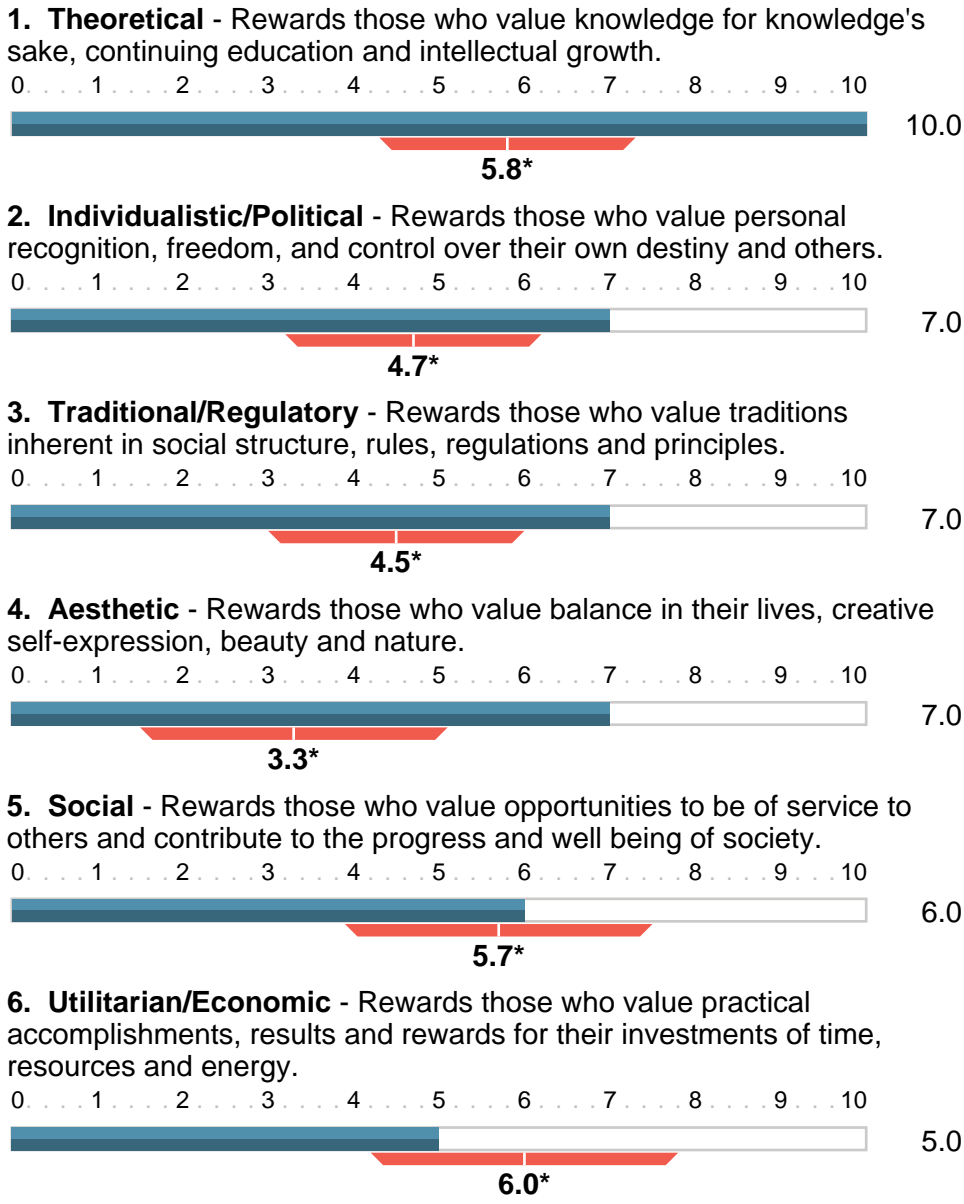 1. Theoretical - Rewards those who value knowledge for knowledge's
sake, continuing education and intellectual growth.
0. . . . 1 . . . . 2 . . . . 3 . . . . 4 . . . . 5 . . . . 6 . . . . 7 . . . . 8 . . . . 9 . . . 10
10.0
5.8*
2. Individualistic/Political - Rewards those who value personal
recognition, freedom, and control over their own destiny and others.
0. . . . 1 . . . . 2 . . . . 3 . . . . 4 . . . . 5 . . . . 6 . . . . 7 . . . . 8 . . . . 9 . . . 10
7.0
4.7*
3. Traditional/Regulatory - Rewards those who value traditions
inherent in social structure, rules, regulations and principles.
0. . . . 1 . . . . 2 . . . . 3 . . . . 4 . . . . 5 . . . . 6 . . . . 7 . . . . 8 . . . . 9 . . . 10
7.0
4.5*
4. Aesthetic - Rewards those who value balance in their lives, creative
self-expression, beauty and nature.
0. . . . 1 . . . . 2 . . . . 3 . . . . 4 . . . . 5 . . . . 6 . . . . 7 . . . . 8 . . . . 9 . . . 10
7.0
3.3*
5. Social - Rewards those who value opportunities to be of service to
others and contribute to the progress and well being of society.
0. . . . 1 . . . . 2 . . . . 3 . . . . 4 . . . . 5 . . . . 6 . . . . 7 . . . . 8 . . . . 9 . . . 10
6.0
5.7*
6. Utilitarian/Economic - Rewards those who value practical
accomplishments, results and rewards for their investments of time,
resources and energy.
0. . . . 1 . . . . 2 . . . . 3 . . . . 4 . . . . 5 . . . . 6 . . . . 7 . . . . 8 . . . . 9 . . . 10
5.0
6.0*